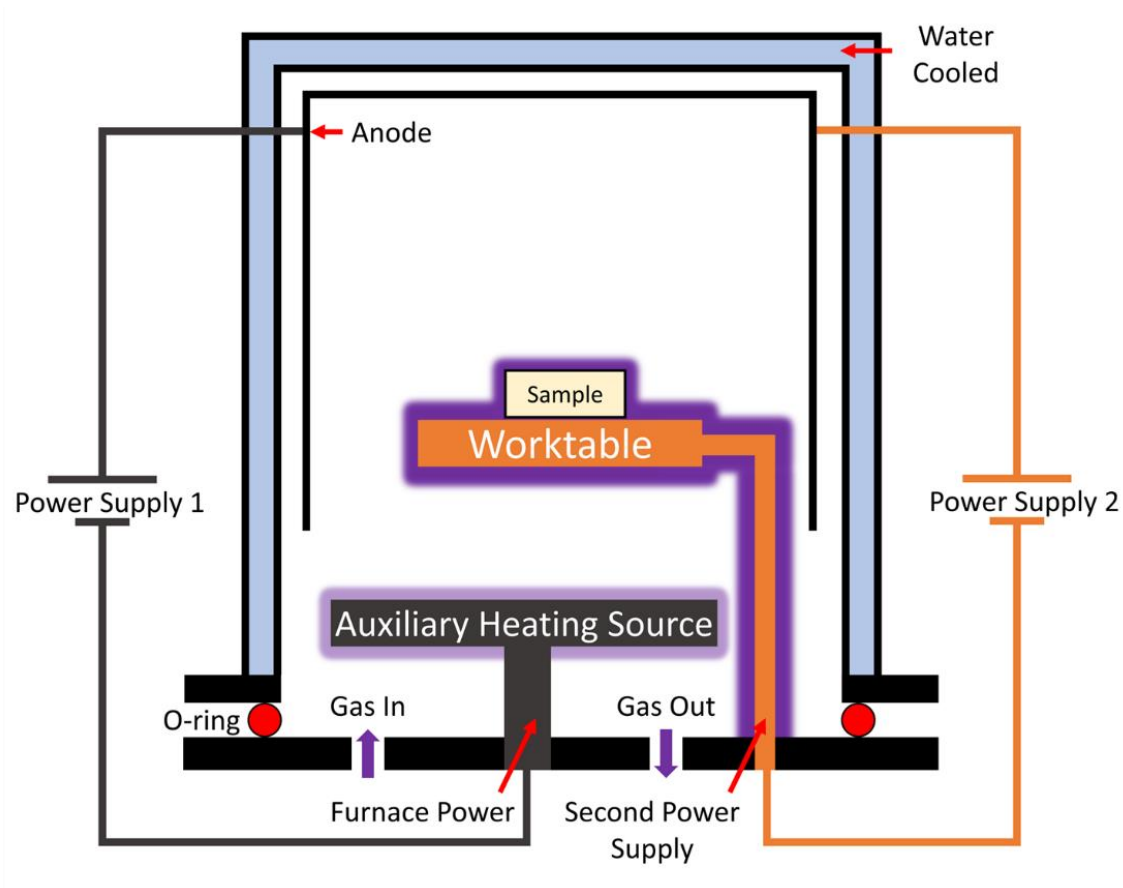 Water
Cooled
Anode
Sample
Worktable
Power Supply 1
Power Supply 2
Auxiliary Heating Source
O-ring
Gas In
Gas Out
Furnace Power
Second Power
Supply